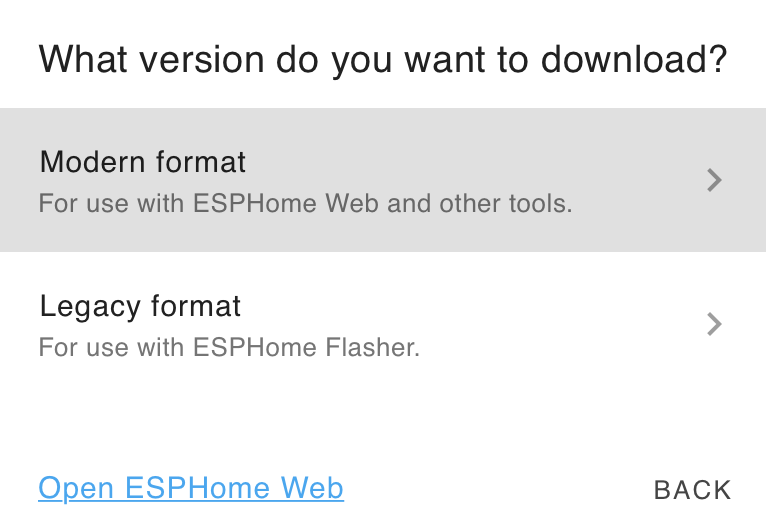 What version do you want to download?
Modern format
For use with ESPHome Web and other tools.
Legacy format
For use with ESPHome Flasher.
Open ESPHome Web
BACK